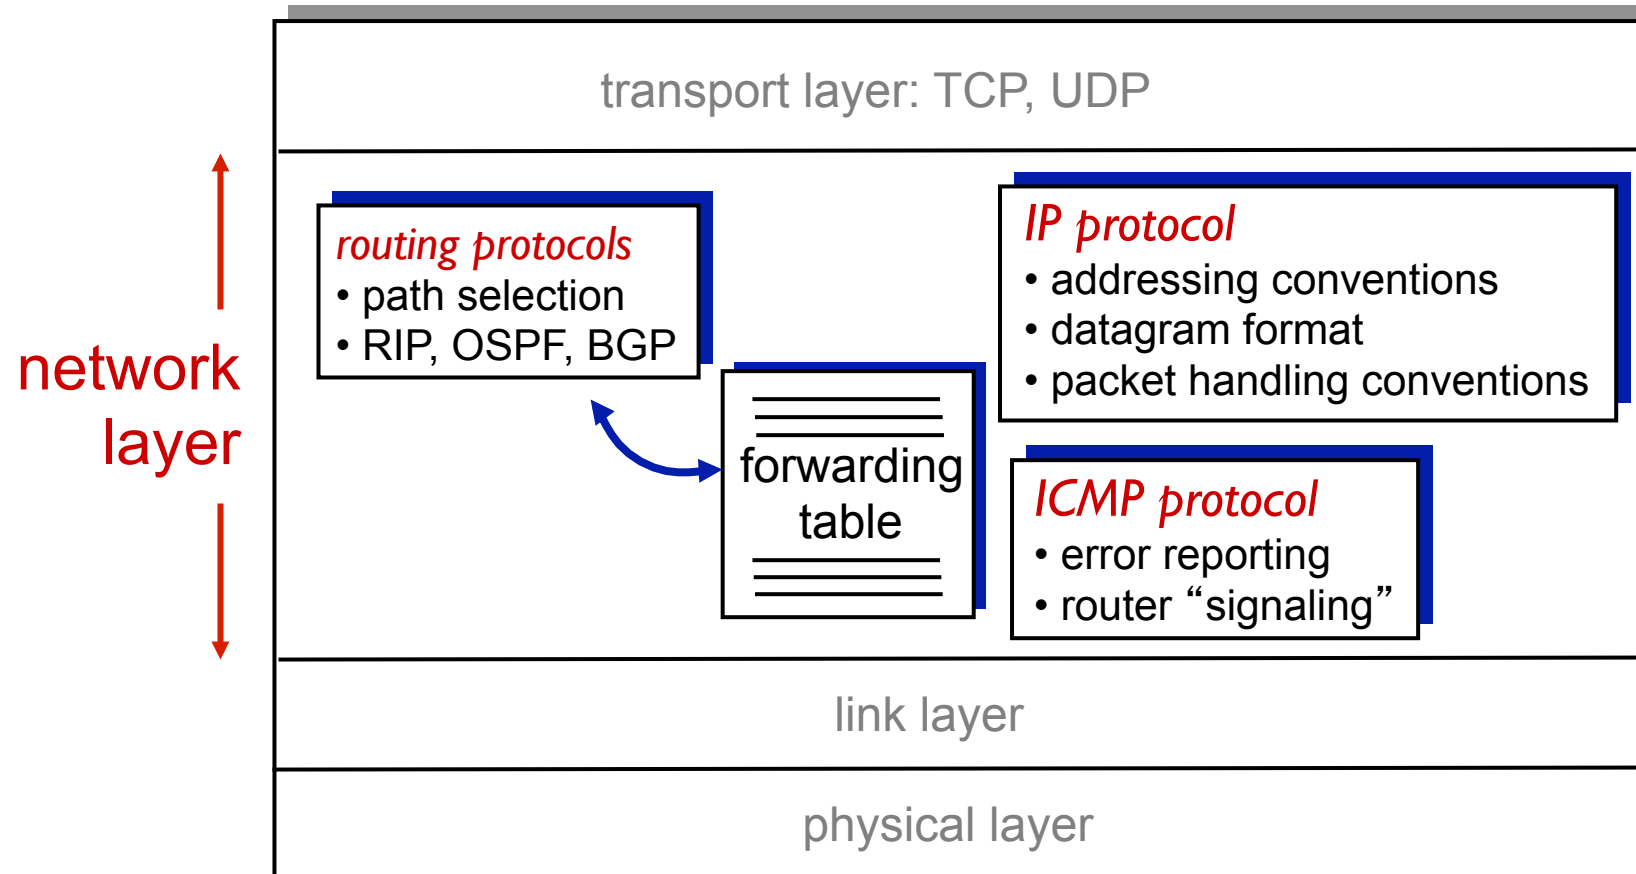 transport layer: TCP, UDP
network
layer
routing protocols
• path selection
• RIP, OSPF, BGP
forwarding
table
IP protocol
• addressing conventions
• datagram format
• packet handling conventions
ICMP protocol
• error reporting
• router “signaling”
link layer
physical layer